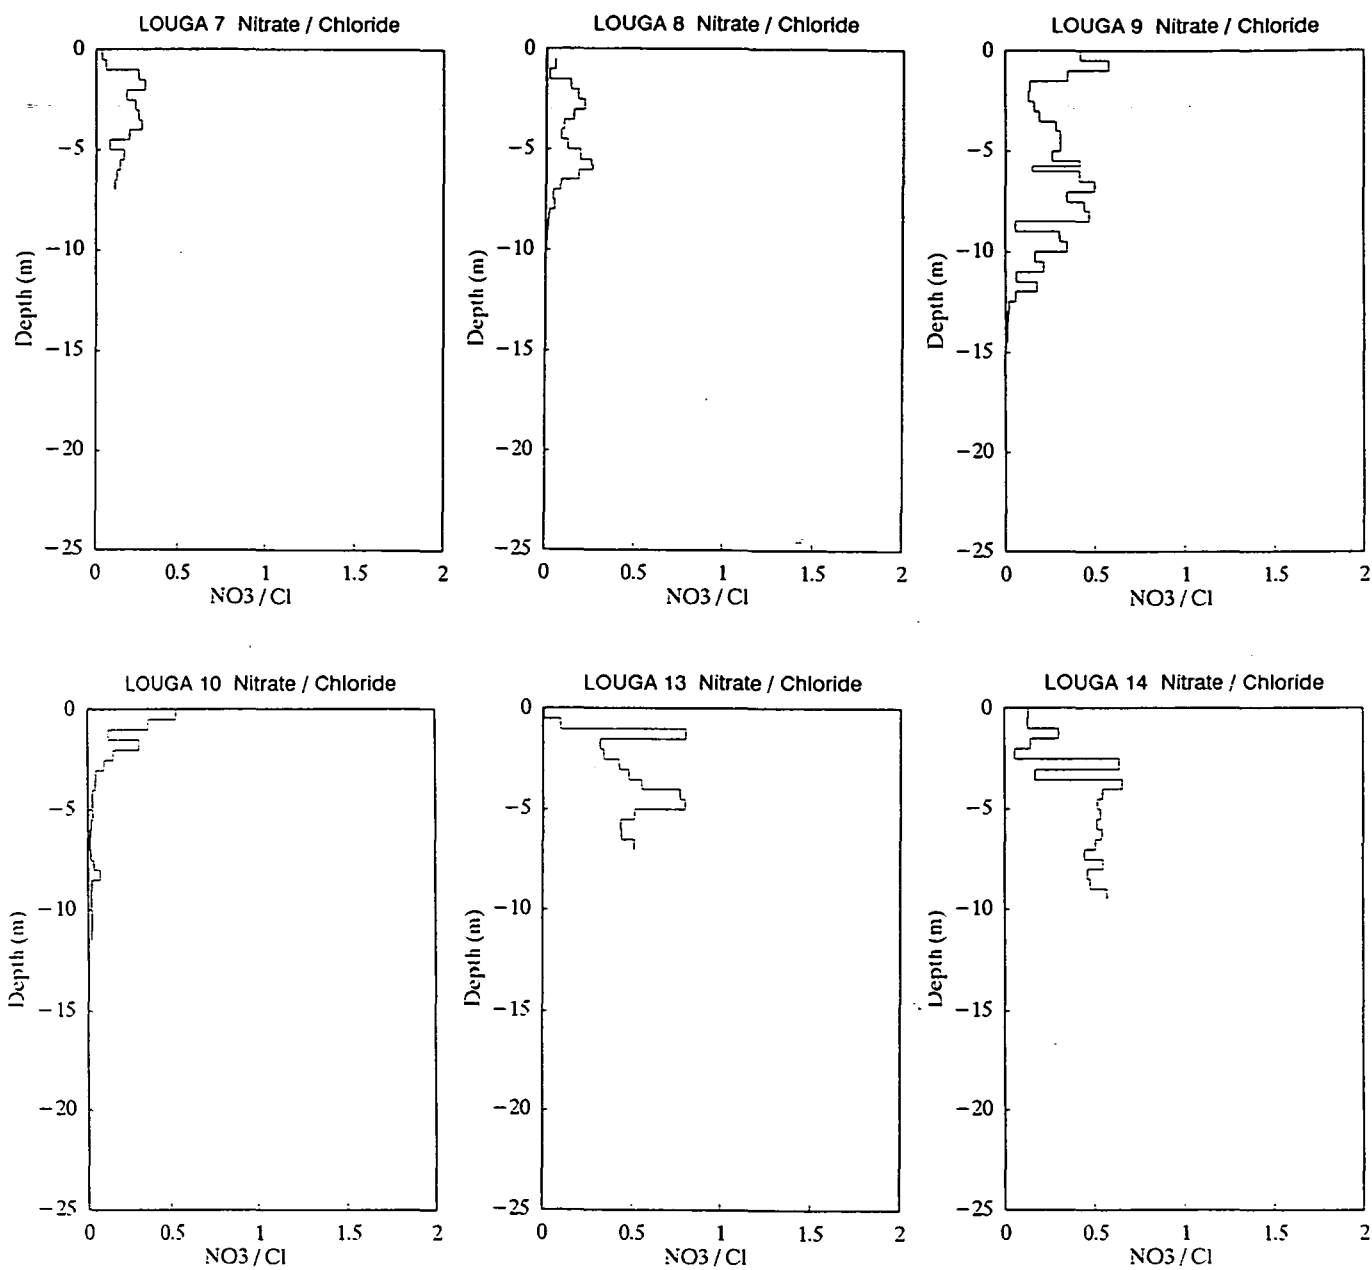 LOUGA 7 Nitrate / Chloride
0
−5
−10
−15
−20
−25
Depth (m)
0 0.5 1 1.5 2
NO3 / Cl
LOUGA 8 Nitrate / Chloride
0
−5
−10
−15
−20
−25
Depth (m)
0 0.5 1 1.5 2
NO3 / Cl
LOUGA 9 Nitrate / Chloride
0
−5
−10
−15
−20
−25
Depth (m)
0 0.5 1 1.5 2
NO3 / Cl
LOUGA 10 Nitrate / Chloride
0
−5
−10
−15
−20
−25
Depth (m)
0 0.5 1 1.5 2
NO3 / Cl
LOUGA 13 Nitrate / Chloride
0
−5
−10
−15
−20
−25
Depth (m)
0 0.5 1 1.5 2
NO3 / Cl
LOUGA 14 Nitrate / Chloride
0
−5
−10
−15
−20
−25
Depth (m)
0 0.5 1 1.5 2
NO3 / Cl